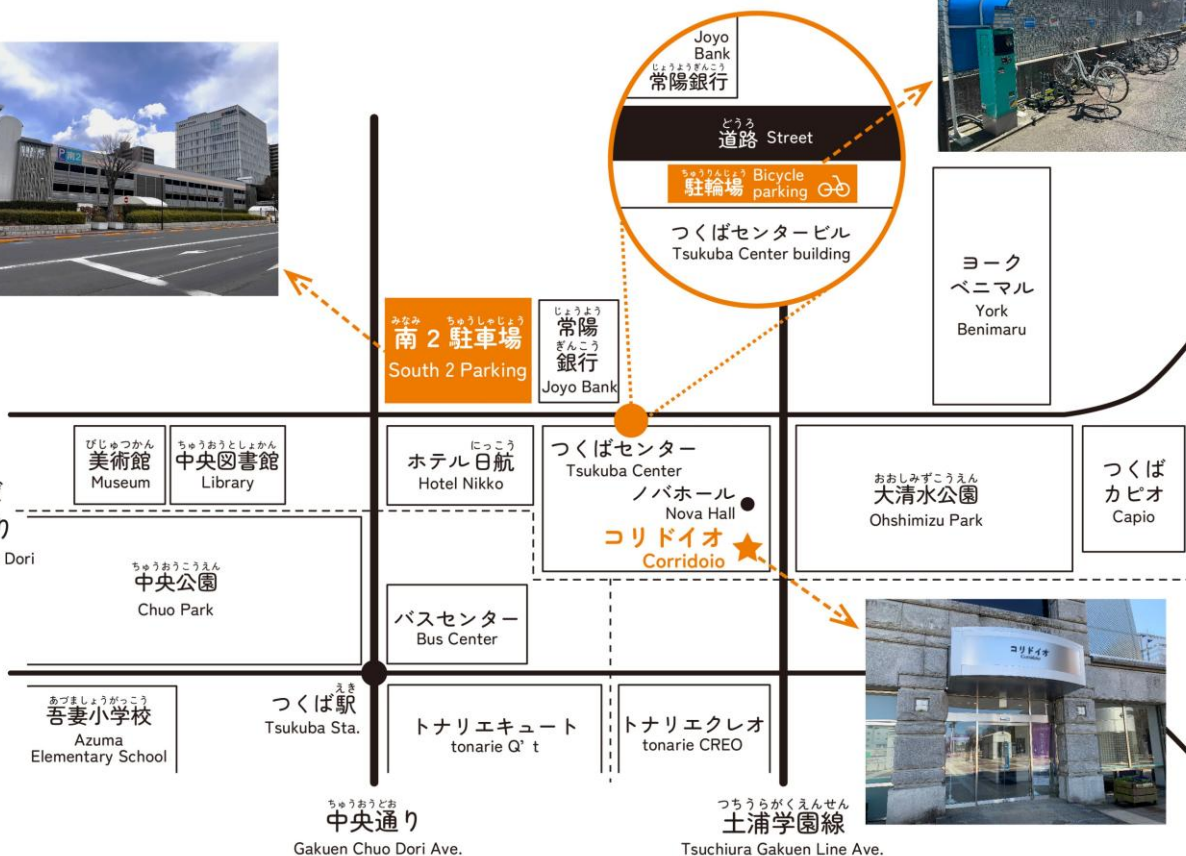 P南2
じょうようぎんこう
Joyo
Bank
常陽銀行
どうろ
道路 Street
ちゅうりんじょう
駐輪場 Bicycle
parking
つくばセンタービル
Tsukuba Center building
みなみ ちゅうしゃじょう
南2駐車場
South 2 Parking
じょうよう
常陽
ぎんこう
銀行
Joyo Bank
ヨーク
ベニマル
York
Benimaru
びじゅつかん
美術館
Museum
ちゅうおうとしょかん
中央図書館
Library
にっこう
ホテル日航
Hotel Nikko
つくばセンター
Tsukuba Center
ノバホール
Nova Hall
コリドイオ
Corridoio
おおしみずこうえん
大清水公園
Ohshimizu Park
つくば
カピオ
Capio
り
Dori
ちゅうおうこうえん
中央公園
Chuo Park
バスセンター
Bus Center
コリドイオ
Corridoio
あづましょうがっこう
吾妻小学校
Azuma
Elementary School
えき
つくば駅
Tsukuba Sta.
トナリエキュート
tonarie Q't
トナリエクレオ
tonarie CREO
ちゅうおうどお
中央通り
Gakuen Chuo Dori Ave.
つちうらがくえんせん
土浦学園線
Tsuchiura Gakuen Line Ave.